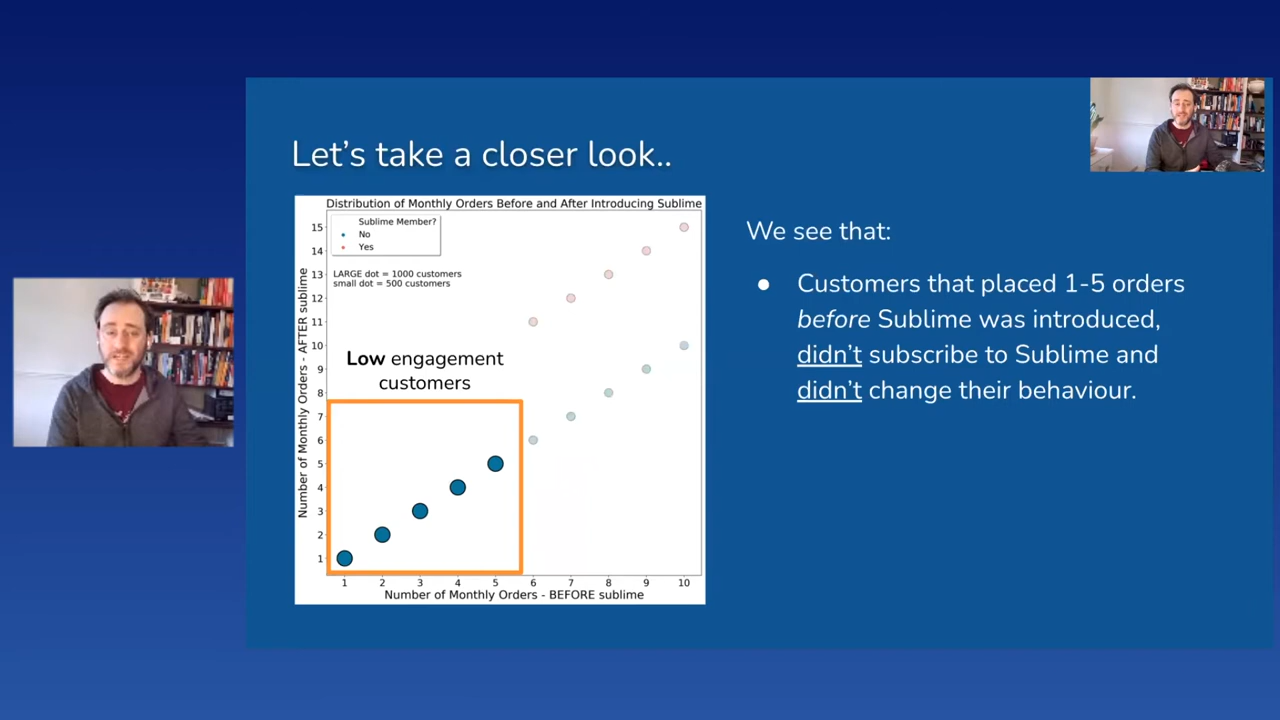 Let's take a closer look..
Distribution of Monthly Orders Before and After Introducing Sublime
Sublime Member?
No
Yes
LARGE dot = 1000 customers
small dot = 500 customers
Low engagement
customers
Number of Monthly Orders - AFTER sublime
15
14
13
12
11
10
9
8
7
6
5
4
3
2
1
1 2 3 4 5 6 7 8 9 10
Number of Monthly Orders - BEFORE sublime
We see that:
● Customers that placed 1-5 orders
before Sublime was introduced,
didn't subscribe to Sublime and
didn't change their behaviour.